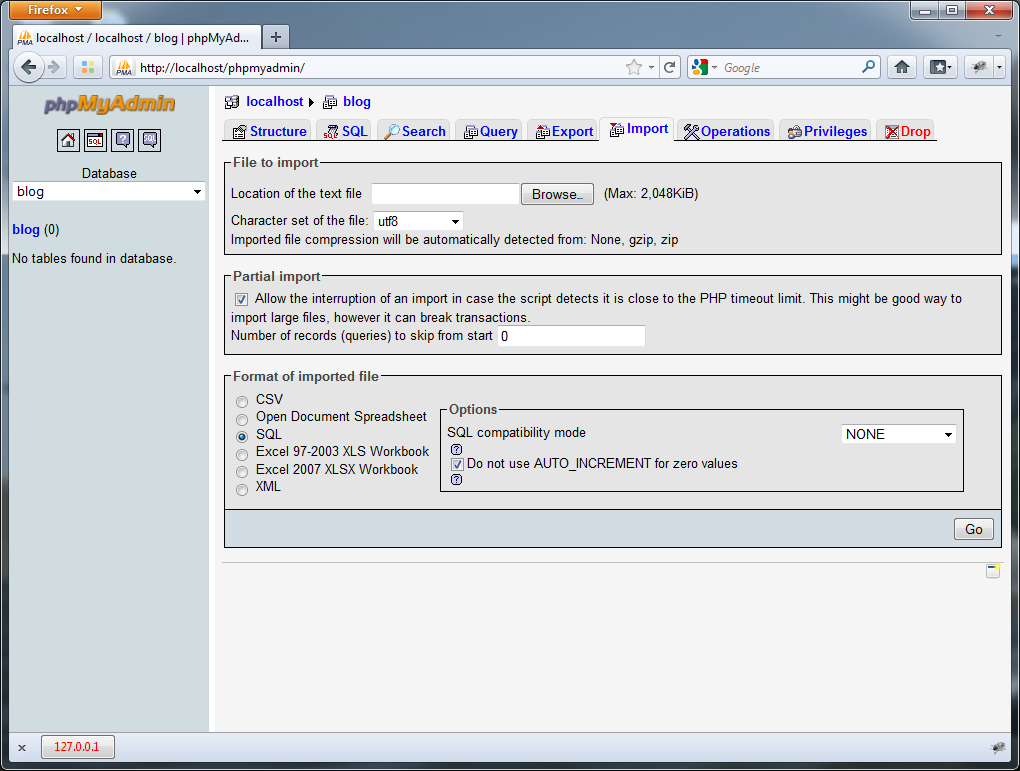 Firefox
PMA localhost / localhost / blog | phpMyAd...
PMA http://localhost/phpmyadmin/
Google
phpMyAdmin
SQL
SQL
Database
blog
blog (0)
No tables found in database.
localhost blog
Structure SQL Search Query Export Import Operations Privileges Drop
File to import
Location of the text file Browse... (Max: 2,048KiB)
Character set of the file: utf8
Imported file compression will be automatically detected from: None, gzip, zip
Partial import
Allow the interruption of an import in case the script detects it is close to the PHP timeout limit. This might be good way to
import large files, however it can break transactions.
Number of records (queries) to skip from start 0
Format of imported file
CSV
Open Document Spreadsheet
SQL
Excel 97-2003 XLS Workbook
Excel 2007 XLSX Workbook
XML
Options
SQL compatibility mode NONE
Do not use AUTO_INCREMENT for zero values
Go
x 127.0.0.1